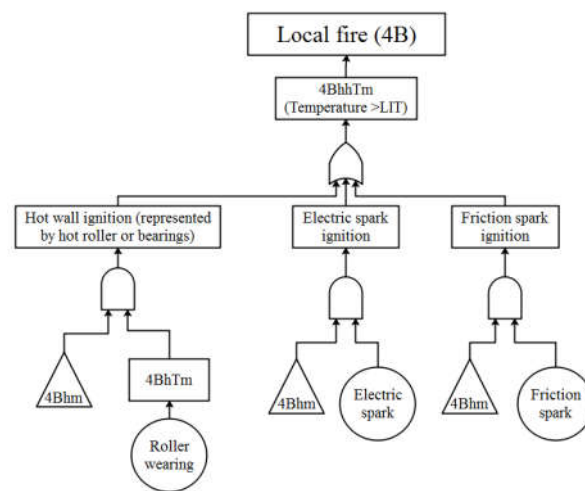 Local fire (4B)
4BhhTm
(Temperature >LIT)
Hot wall ignition (represented
by hot roller or bearings)
Electric spark
ignition
Friction spark
ignition
4Bhm
4BhTm
Roller
wearing
4Bhm
Electric
spark
4Bhm
Friction
spark